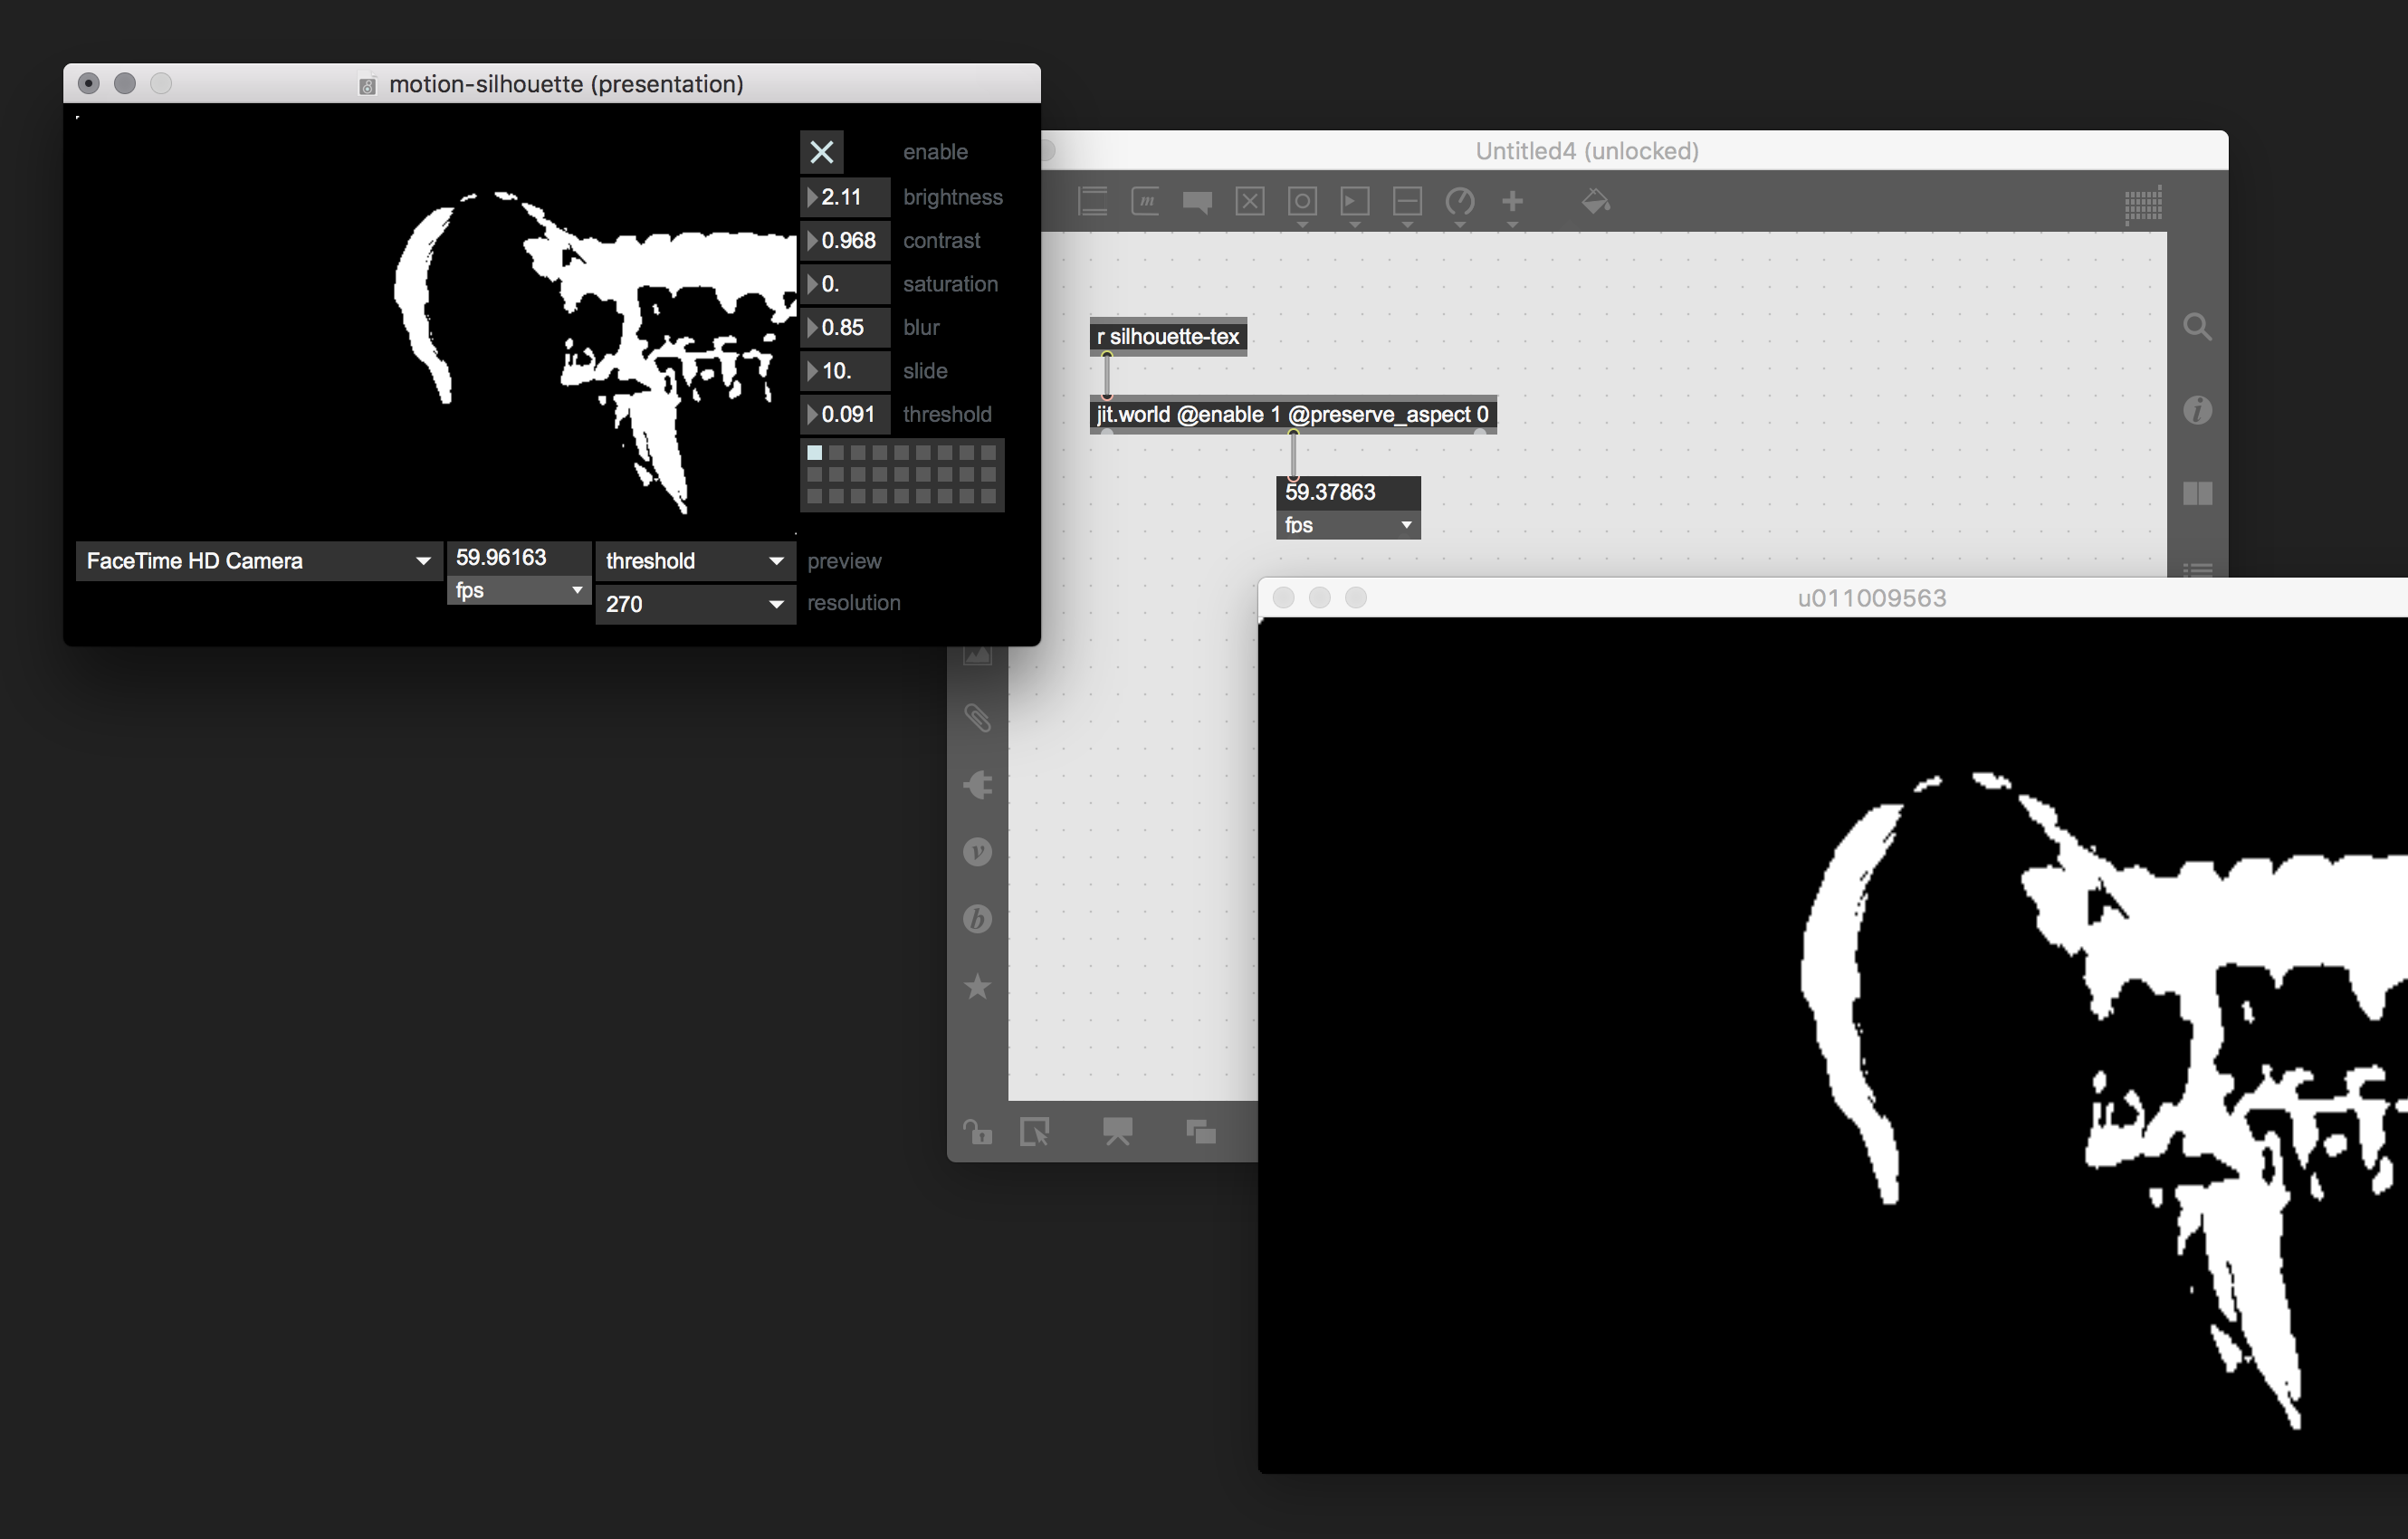 motion-silhouette (presentation)
enable
2.11 brightness
0.968 contrast
0. saturation
0.85 blur
10. slide
0.091 threshold
FaceTime HD Camera
59.96163
fps
threshold
preview
270
resolution
Untitled4 (unlocked)
m
r silhouette-tex
jit.world @enable 1 @preserve_aspect 0
59.37863
fps
i
v
b
u011009563